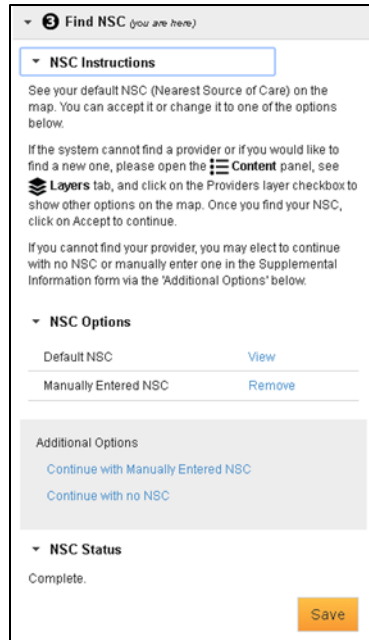 3 Find NSC (you are here)
NSC Instructions
See your default NSC (Nearest Source of Care) on the
map. You can accept it or change it to one of the options
below.
If the system cannot find a provider or if you would like to
find a new one, please open the Content panel, see
Layers tab, and click on the Providers layer checkbox to
show other options on the map. Once you find your NSC,
click on Accept to continue.
If you cannot find your provider, you may elect to continue
with no NSC or manually enter one in the Supplemental
Information form via the 'Additional Options' below.
NSC Options
Default NSC View
Manually Entered NSC Remove
Additional Options
Continue with Manually Entered NSC
Continue with no NSC
NSC Status
Complete.
Save